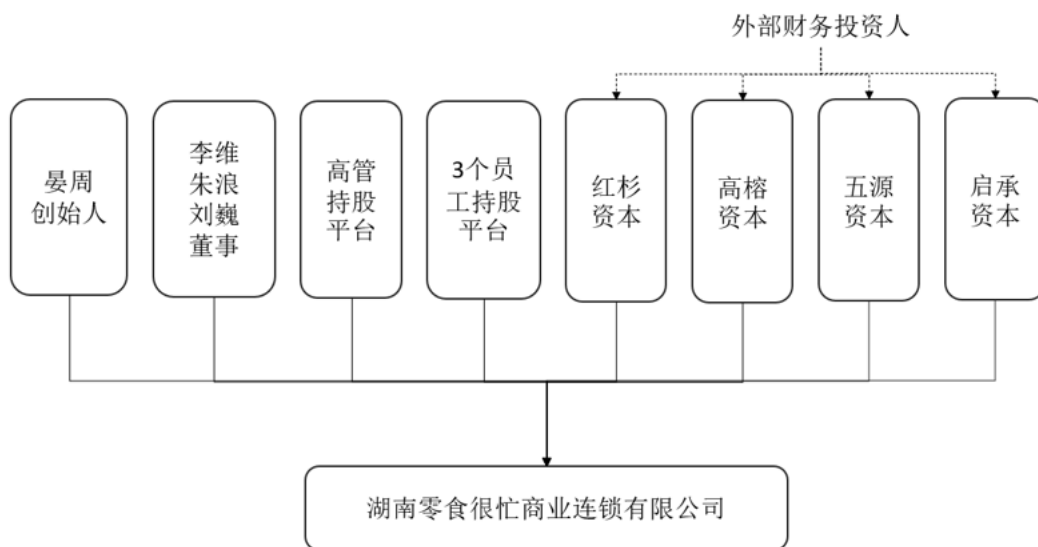 外部财务投资人
晏周
创始人
李维
朱浪
刘巍
董事
高管
持股
平台
3个员
工持股
平台
红杉
资本
高榕
资本
五源
资本
启承
资本
湖南零食很忙商业连锁有限公司